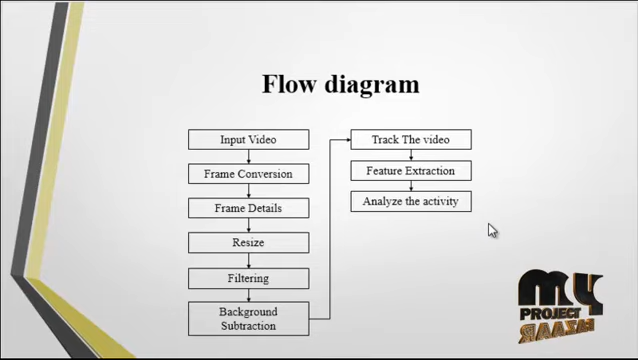 Flow diagram
Input Video
Frame Conversion
Frame Details
Resize
Filtering
Background
Subtraction
Track The video
Feature Extraction
Analyze the activity
my
PROJECT
BAZAAR